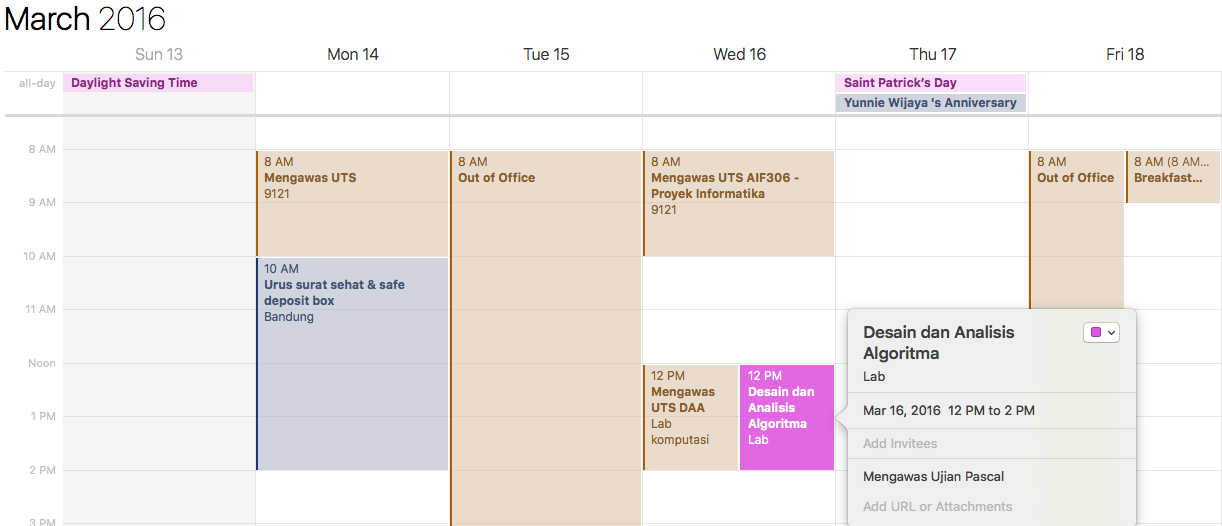 March 2016
Sun 13
Mon 14
Tue 15
Wed 16
Thu 17
Fri 18
all-day
Daylight Saving Time
Saint Patrick's Day
Yunnie Wijaya 's Anniversary
8 AM
9 AM
10 AM
11 AM
Noon
1 PM
2 PM
3 PM
8 AM
Mengawas UTS
9121
10 AM
Urus surat sehat & safe
deposit box
Bandung
8 AM
Out of Office
8 AM
Mengawas UTS AIF306 -
Proyek Informatika
9121
12 PM
Mengawas
UTS DAA
Lab
komputasi
12 PM
Desain dan
Analisis
Algoritma
Lab
8 AM
Out of Office
8 AM (8 AM...
Breakfast...
Desain dan Analisis
Algoritma
Lab
Mar 16, 2016 12 PM to 2 PM
Add Invitees
Mengawas Ujian Pascal
Add URL or Attachments